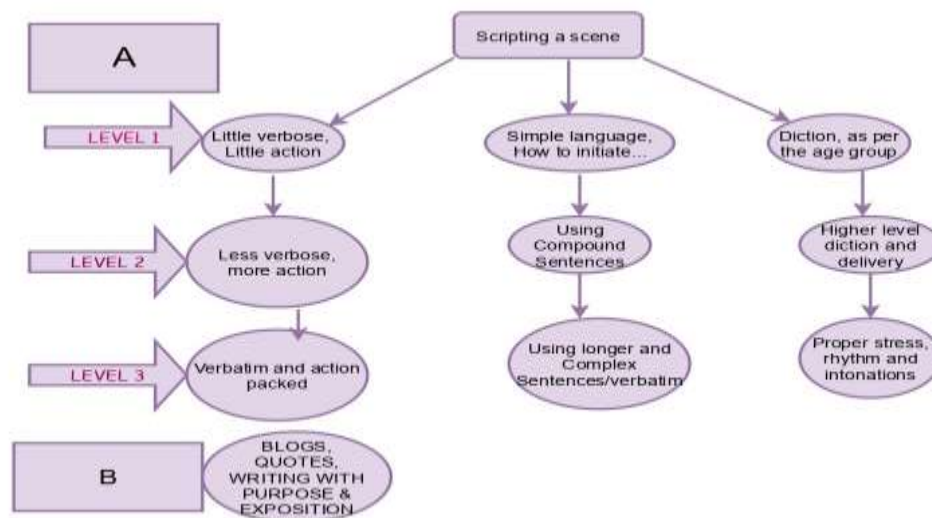 A
Scripting a scene
LEVEL 1
Little verbose,
Little action
Simple language,
How to initiate...
Diction, as per
the age group
LEVEL 2
Less verbose,
more action
Using
Compound
Sentences
Higher level
diction and
delivery
LEVEL 3
Verbatim and action
packed
Using longer and
Complex
Sentences/verbatim
Proper stress,
rhythm and
intonations
B
BLOGS,
QUOTES,
WRITING WITH
PURPOSE &
EXPOSITION